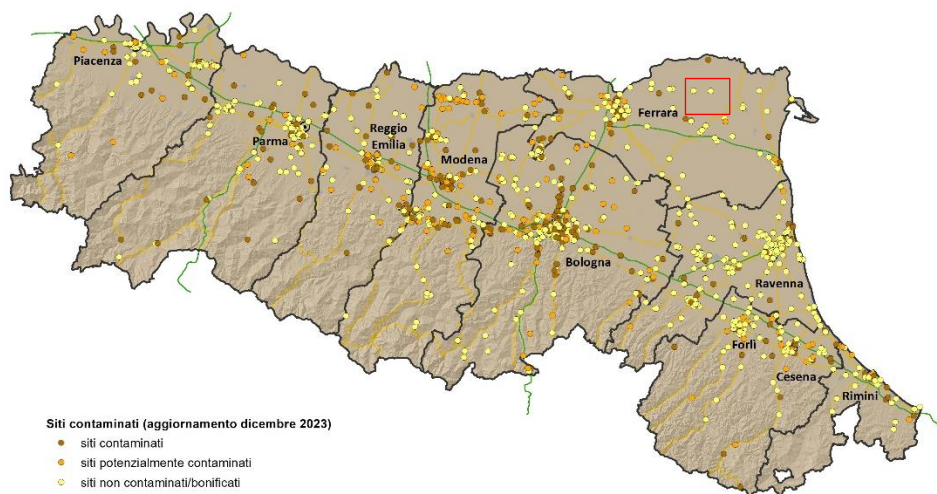 Piacenza
Parma
Reggio
Emilia
Modena
Ferrara
Bologna
Ravenna
Forlì
Cesena
Rimini
Siti contaminati (aggiornamento dicembre 2023)
siti contaminati
siti potenzialmente contaminati
siti non contaminati/bonificati